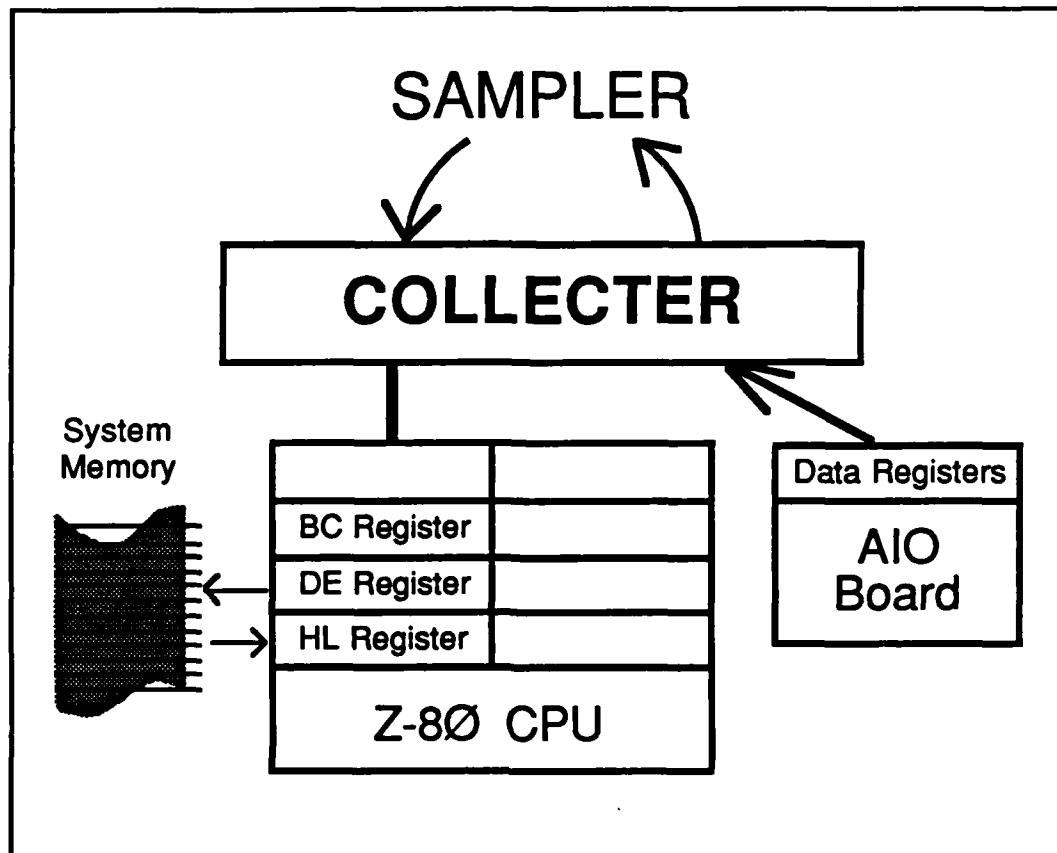 SAMPLER
COLLECTER
System
Memory
BC Register
DE Register
HL Register
Z-8Ø CPU
Data Registers
AIO
Board